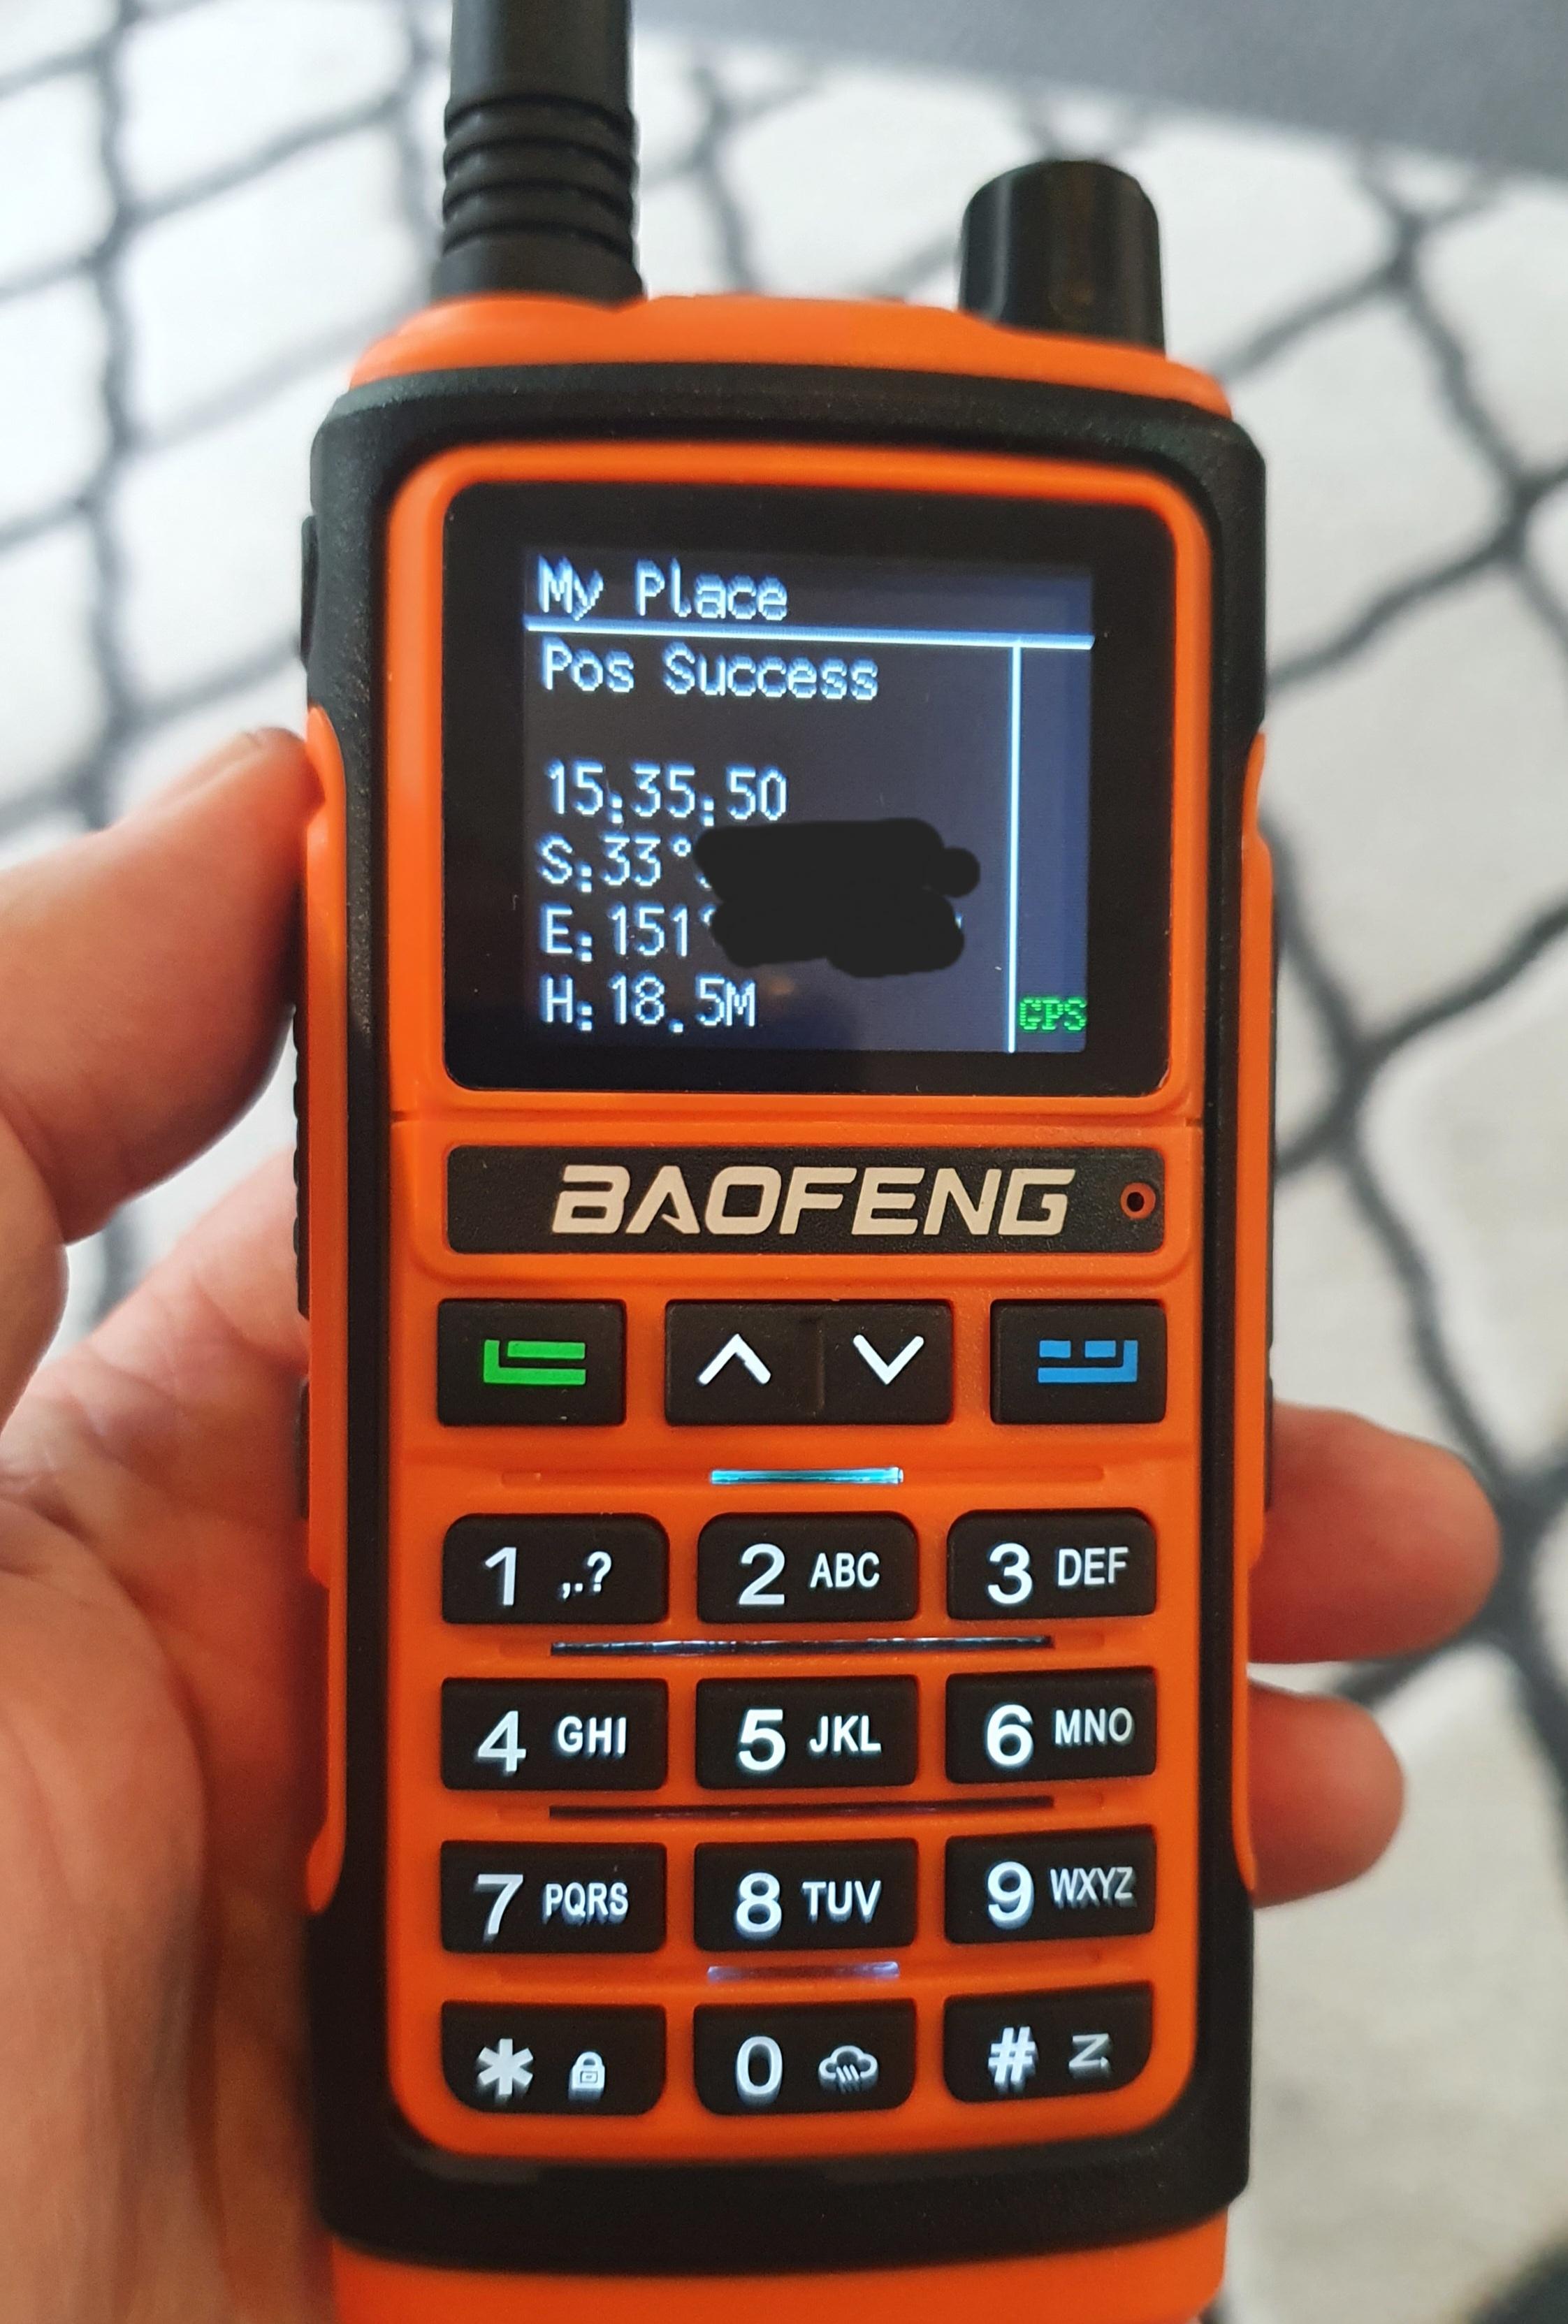 My Place
Pos Success
15:35:50
S:33°
E:151°
H:18.5M
GPS
BAOFENG
1 ,.? 2 ABC 3 DEF
4 GHI 5 JKL 6 MNO
7 PQRS 8 TUV 9 WXYZ
* 0 #